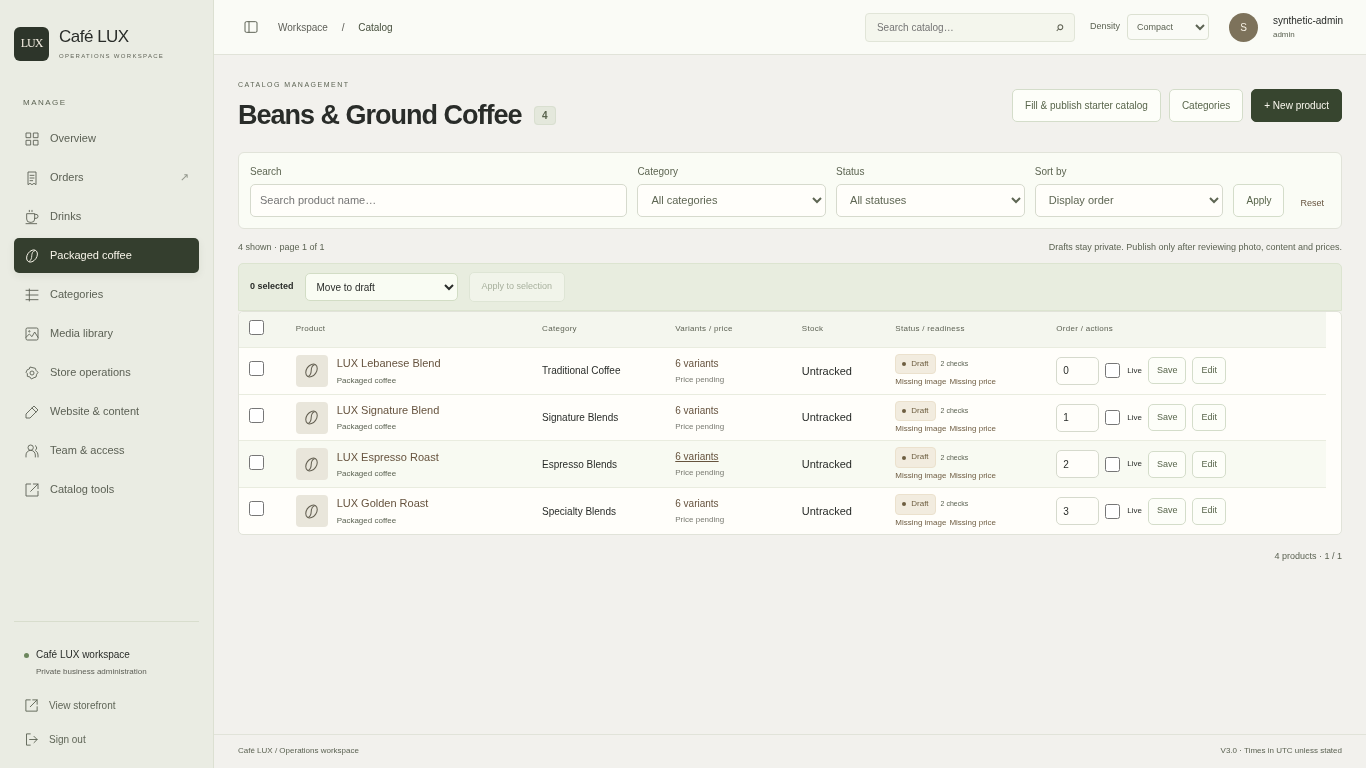 LUX
Café LUX
OPERATIONS WORKSPACE
MANAGE
Overview
Orders ↗
Drinks
Packaged coffee
Categories
Media library
Store operations
Website & content
Team & access
Catalog tools
Café LUX workspace
Private business administration
View storefront
Sign out
Workspace / Catalog
Search catalog…
Density Compact
S
synthetic-admin
admin
CATALOG MANAGEMENT
Beans & Ground Coffee 4
Fill & publish starter catalog
Categories
+ New product
Search Category Status Sort by
Search product name… All categories All statuses Display order Apply Reset
4 shown · page 1 of 1
Drafts stay private. Publish only after reviewing photo, content and prices.
0 selected Move to draft Apply to selection
Product Category Variants / price Stock Status / readiness Order / actions
LUX Lebanese Blend
Packaged coffee
Traditional Coffee
6 variants
Price pending
Untracked
Draft 2 checks
Missing image Missing price
0 Live Save Edit
LUX Signature Blend
Packaged coffee
Signature Blends
6 variants
Price pending
Untracked
Draft 2 checks
Missing image Missing price
1 Live Save Edit
LUX Espresso Roast
Packaged coffee
Espresso Blends
6 variants
Price pending
Untracked
Draft 2 checks
Missing image Missing price
2 Live Save Edit
LUX Golden Roast
Packaged coffee
Specialty Blends
6 variants
Price pending
Untracked
Draft 2 checks
Missing image Missing price
3 Live Save Edit
4 products · 1 / 1
Café LUX / Operations workspace
V3.0 · Times in UTC unless stated